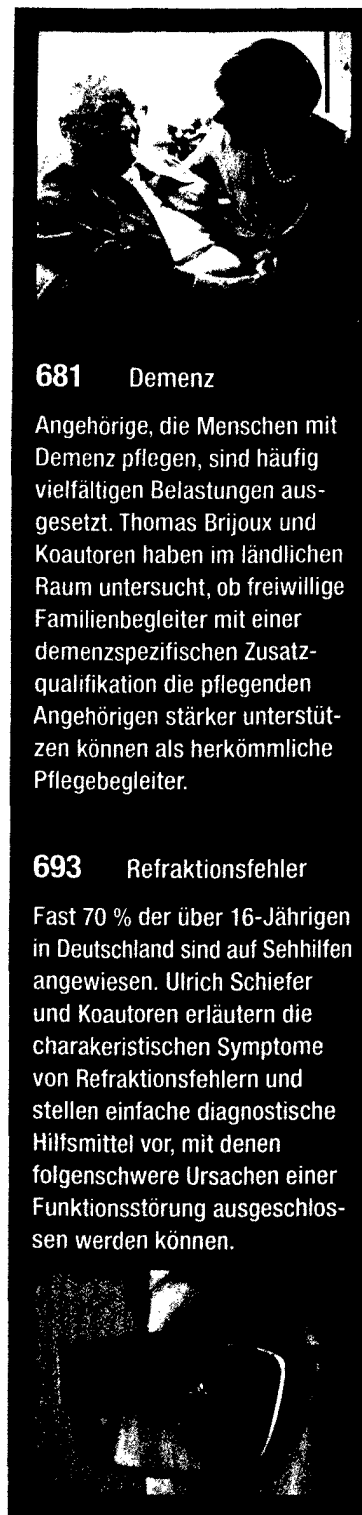 681 Demenz
Angehörige, die Menschen mit
Demenz pflegen, sind häufig
vielfältigen Belastungen aus-
gesetzt. Thomas Brijoux und
Koautoren haben im ländlichen
Raum untersucht, ob freiwillige
Familienbegleiter mit einer
demenzspezifischen Zusatz-
qualifikation die pflegenden
Angehörigen stärker unterstüt-
zen können als herkömmliche
Pflegebegleiter.
693 Refraktionsfehler
Fast 70 % der über 16-Jährigen
in Deutschland sind auf Sehhilfen
angewiesen. Ulrich Schiefer
und Koautoren erläutern die
charakeristischen Symptome
von Refraktionsfehlern und
stellen einfache diagnostische
Hilfsmittel vor, mit denen
folgenschwere Ursachen einer
Funktionsstörung ausgeschlos-
sen werden können.